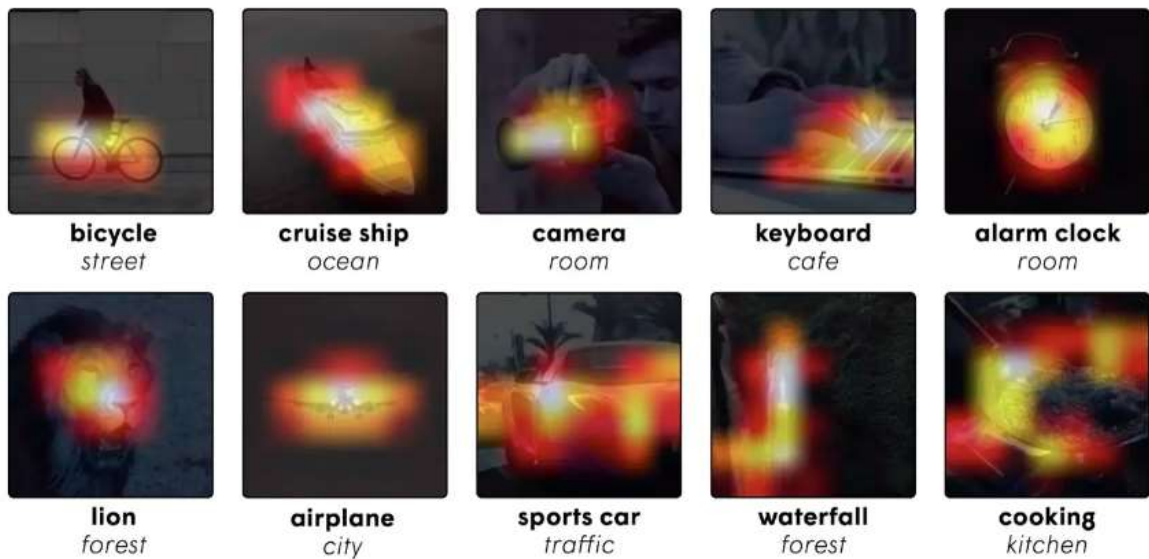 bicycle cruise ship camera keyboard alarm clock
street ocean room cafe room
lion airplane sports car waterfall cooking
forest city traffic forest kitchen